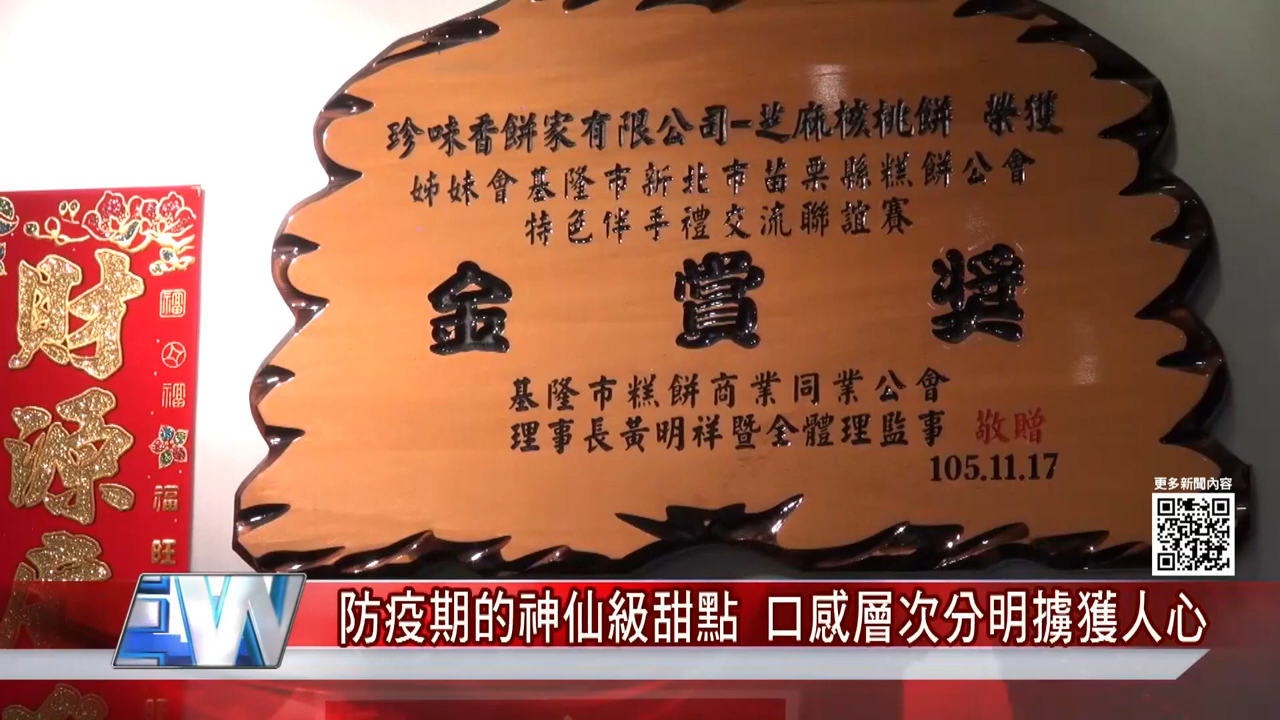 珍味香餅家有限公司-芝麻核桃餅 榮獲
姊妹會基隆市新北市苗栗縣糕餅公會
特色伴手禮交流聯誼賽
金賞獎
基隆市糕餅商業同業公會
理事長黃明祥暨全體理監事 敬贈
105.11.17
財源
福
福
福
旺
更多新聞內容
EW
防疫期的神仙級甜點 口感層次分明擄獲人心